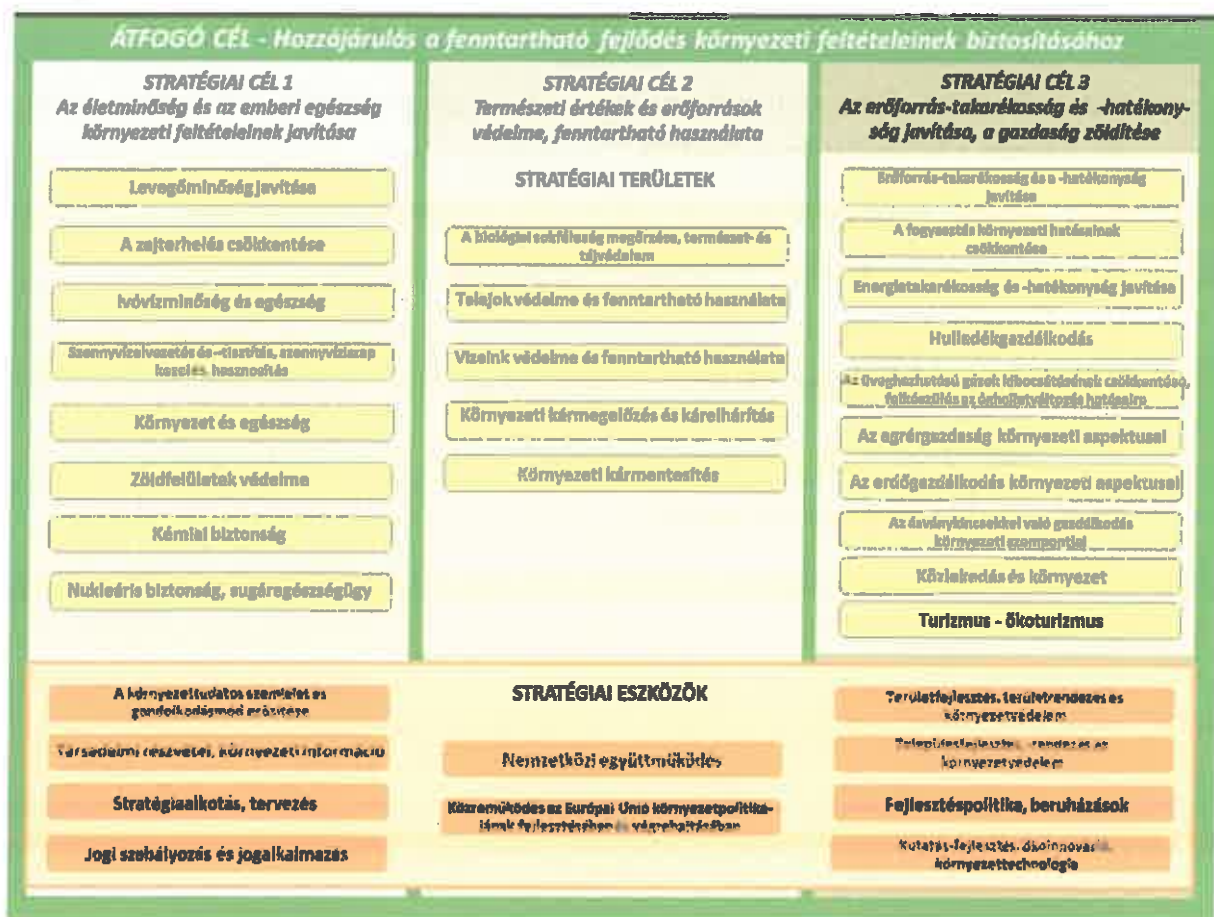 ÁTFOGÓ CÉL - Hozzájárulás a fenntartható fejlődés környezeti feltételeinek biztosításához
STRATÉGIAI CÉL 1
Az életminőség és az emberi egészség
környezeti feltételeinek javítása
Levegőminőség javítása
A zajterhelés csökkentése
Ivóvízminőség és egészség
Szennyvízelvezetés és -tisztítás, szennyvíziszap
kezelés, hasznosítás
Környezet és egészség
Zöldfelületek védelme
Kémiai biztonság
Nukleáris biztonság, sugáregészségügy
STRATÉGIAI CÉL 2
Természeti értékek és erőforrások
védelme, fenntartható használata
STRATÉGIAI TERÜLETEK
A biológiai sokféleség megőrzése, természet- és
tájvédelem
Talajok védelme és fenntartható használata
Vizeink védelme és fenntartható használata
Környezeti kármegelőzés és kárelhárítás
Környezeti kármentesítés
STRATÉGIAI CÉL 3
Az erőforrás-takarékosság és -hatékony-
ság javítása, a gazdaság zöldítése
Erőforrás-takarékosság és a -hatékonyság
javítása
A fogyasztás környezeti hatásainak
csökkentése
Energiatakarékosság és -hatékonyság javítása
Hulladékgazdálkodás
Az üvegházhatású gázok kibocsátásának csökkentése,
felkészülés az éghajlatváltozás hatásaira
Az agrárgazdaság környezeti aspektusai
Az erdőgazdálkodás környezeti aspektusai
Az ásványkincsekkel való gazdálkodás
környezeti szempontjai
Közlekedés és környezet
Turizmus - ökoturizmus
A környezettudatos szemlélet és
gondolkodásmód erősítése
Társadalmi részvétel, környezeti információ
Stratégiaalkotás, tervezés
Jogi szabályozás és jogalkalmazás
STRATÉGIAI ESZKÖZÖK
Nemzetközi együttműködés
Közreműködés az Európai Unió környezetpolitiká-
jának fejlesztésében és végrehajtásában
Területfejlesztés, területrendezés és
környezetvédelem
Településfejlesztés, -rendezés és
környezetvédelem
Fejlesztéspolitika, beruházások
Kutatás-fejlesztés, ökoinnováció,
környezettechnológia